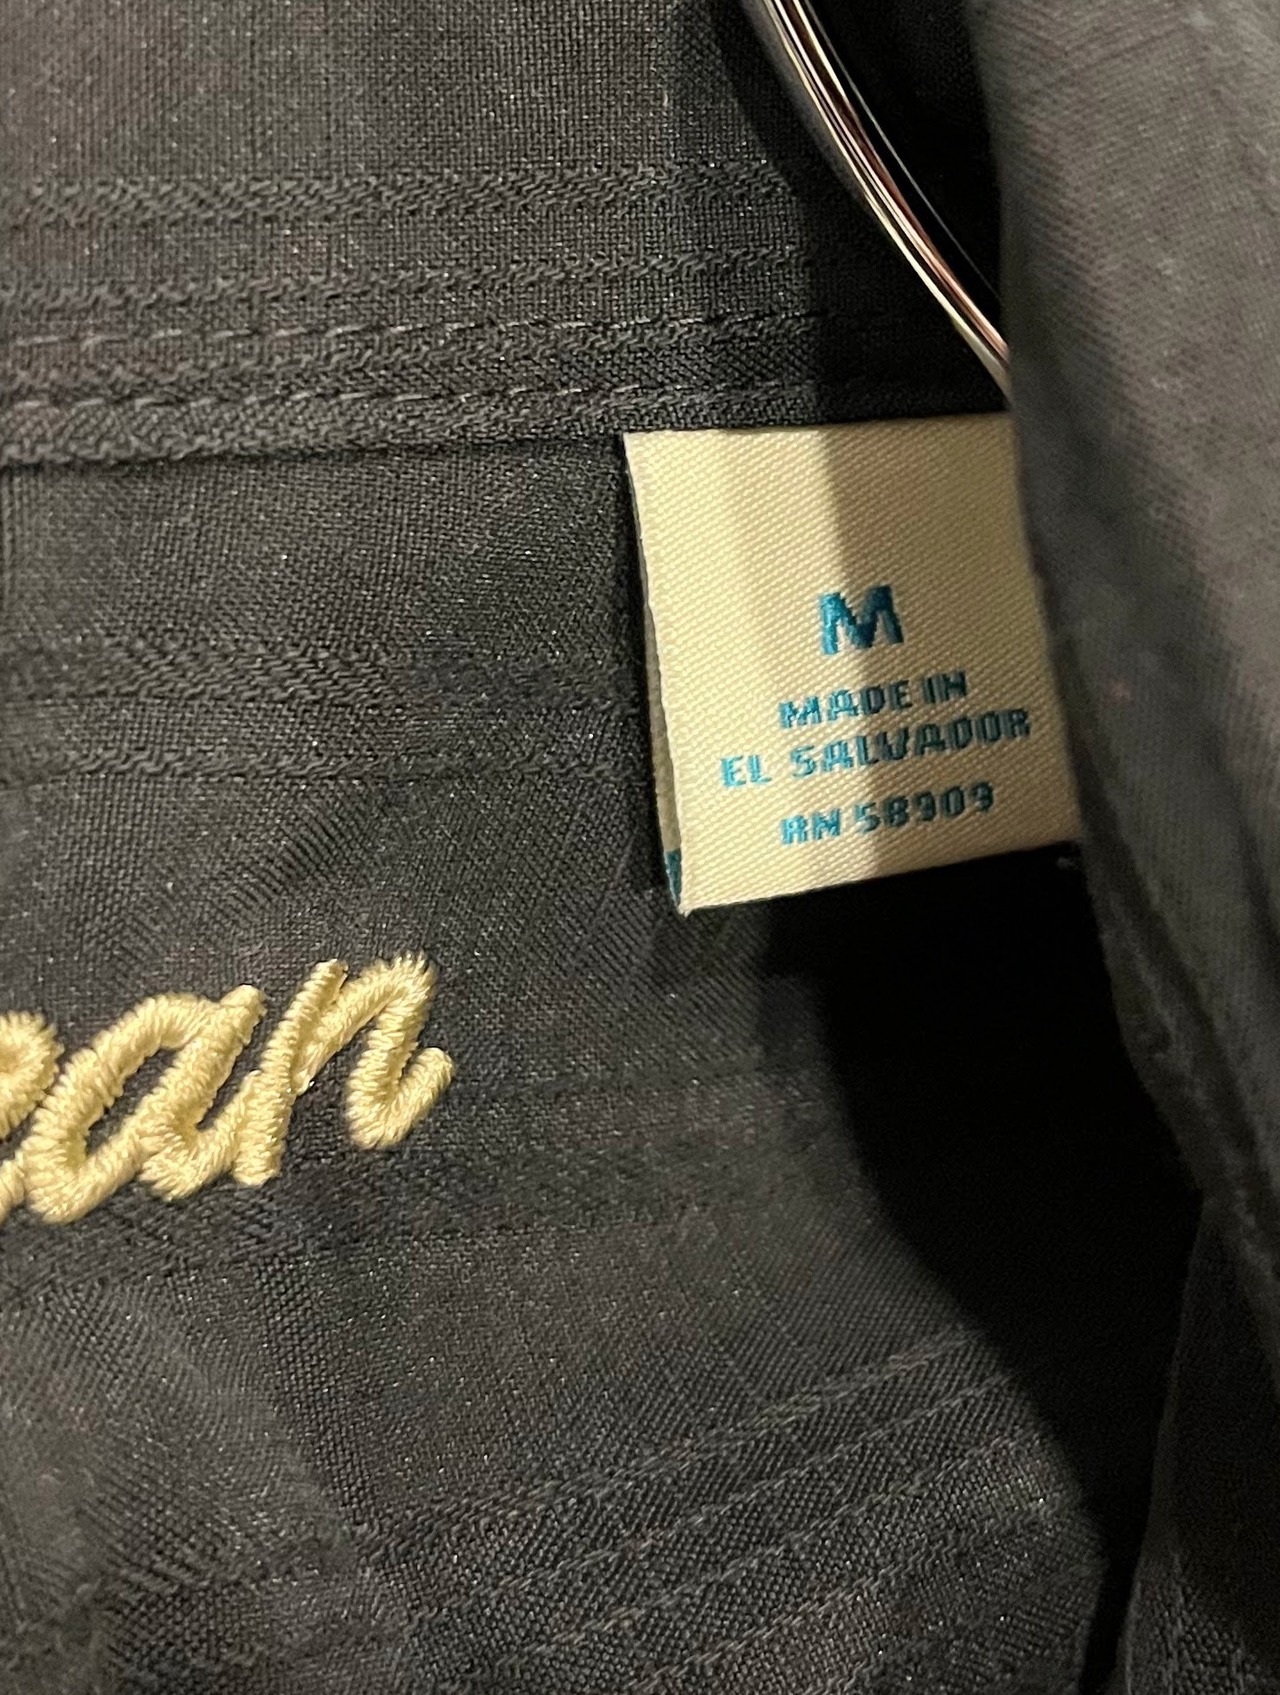 M
MADE IN
EL SALVADOR
RN 58909